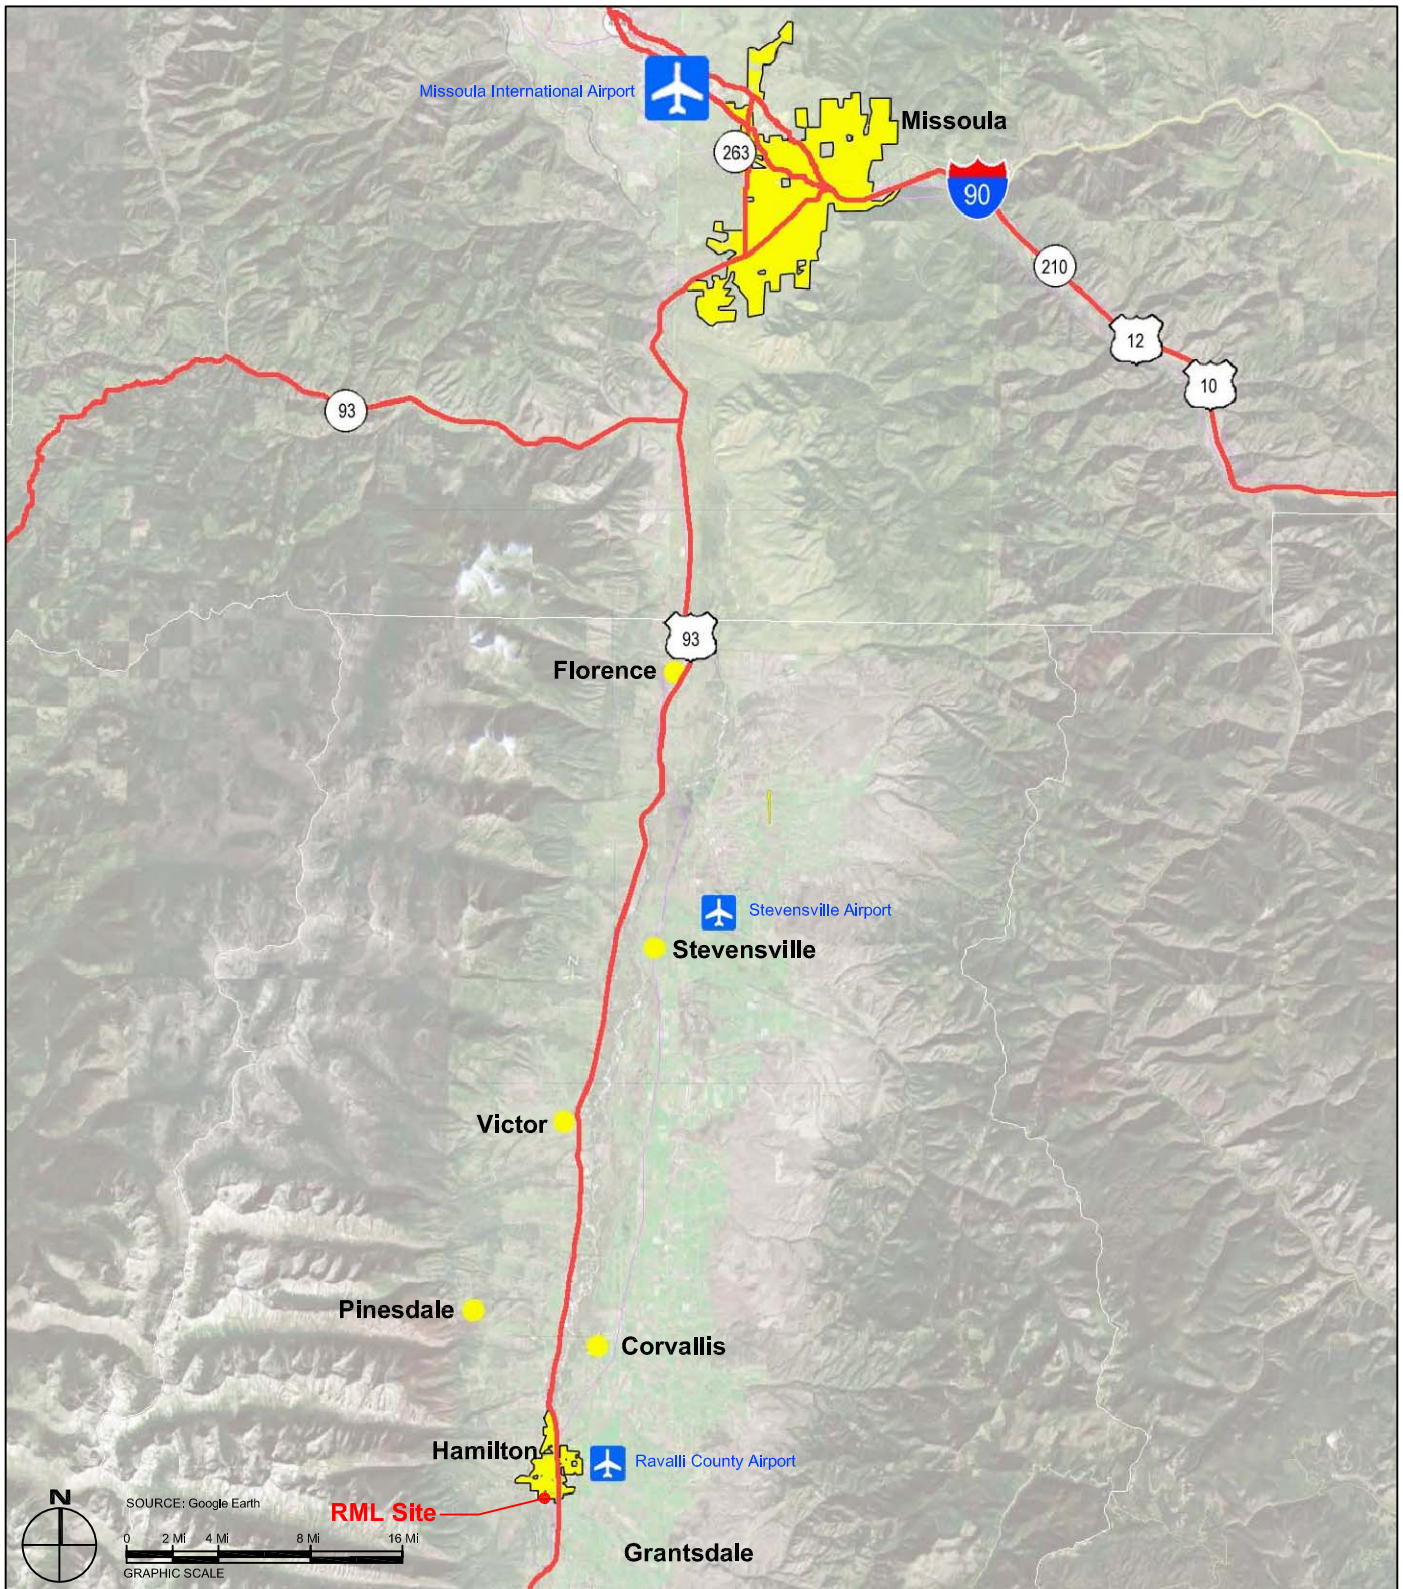 Missoula International Airport
Missoula
263
90
210
12
10
93
93
Florence
Stevensville Airport
Stevensville
Victor
Pinesdale
Corvallis
Hamilton
Ravalli County Airport
N
SOURCE: Google Earth
RML Site
0 2 Mi 4 Mi 8 Mi 16 Mi
GRAPHIC SCALE
Grantsdale